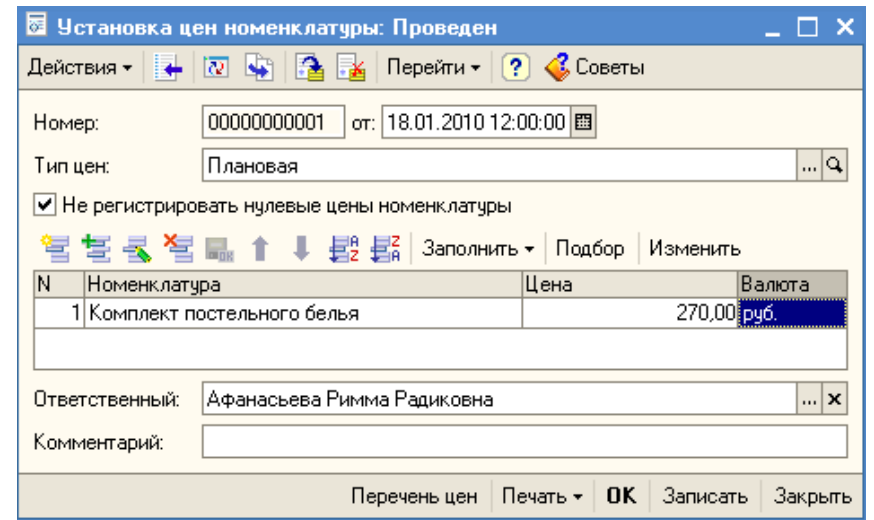 Установка цен номенклатуры: Проведен
Действия Перейти ? Советы
Номер: 00000000001 от: 18.01.2010 12:00:00
Тип цен: Плановая ...
Не регистрировать нулевые цены номенклатуры
Заполнить Подбор Изменить
N Номенклатура Цена Валюта
1 Комплект постельного белья 270,00 руб.
Ответственный: Афанасьева Римма Радиковна ... x
Комментарий:
Перечень цен Печать OK Записать Закрыть